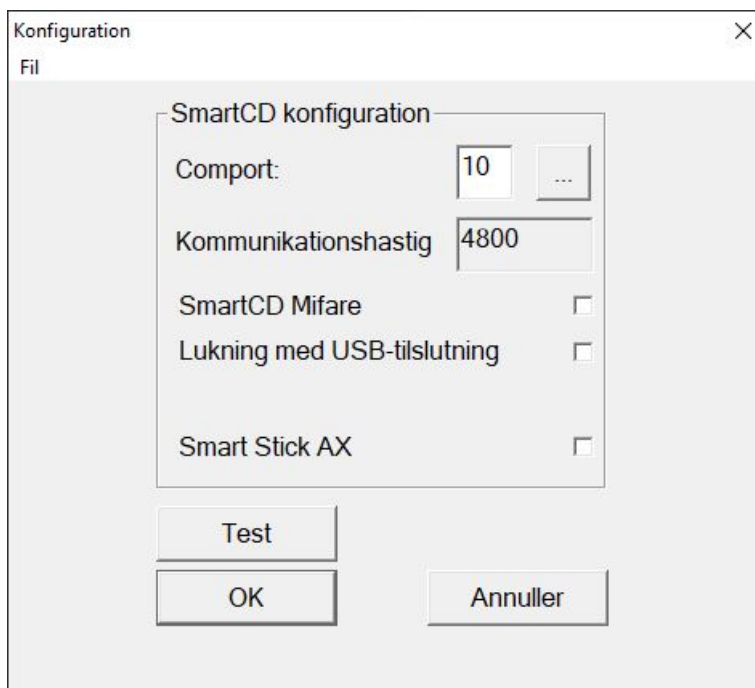 Konfiguration
Fil
SmartCD konfiguration
Comport: 10 ...
Kommunikationshastig 4800
SmartCD Mifare
Lukning med USB-tilslutning
Smart Stick AX
Test
OK Annuller